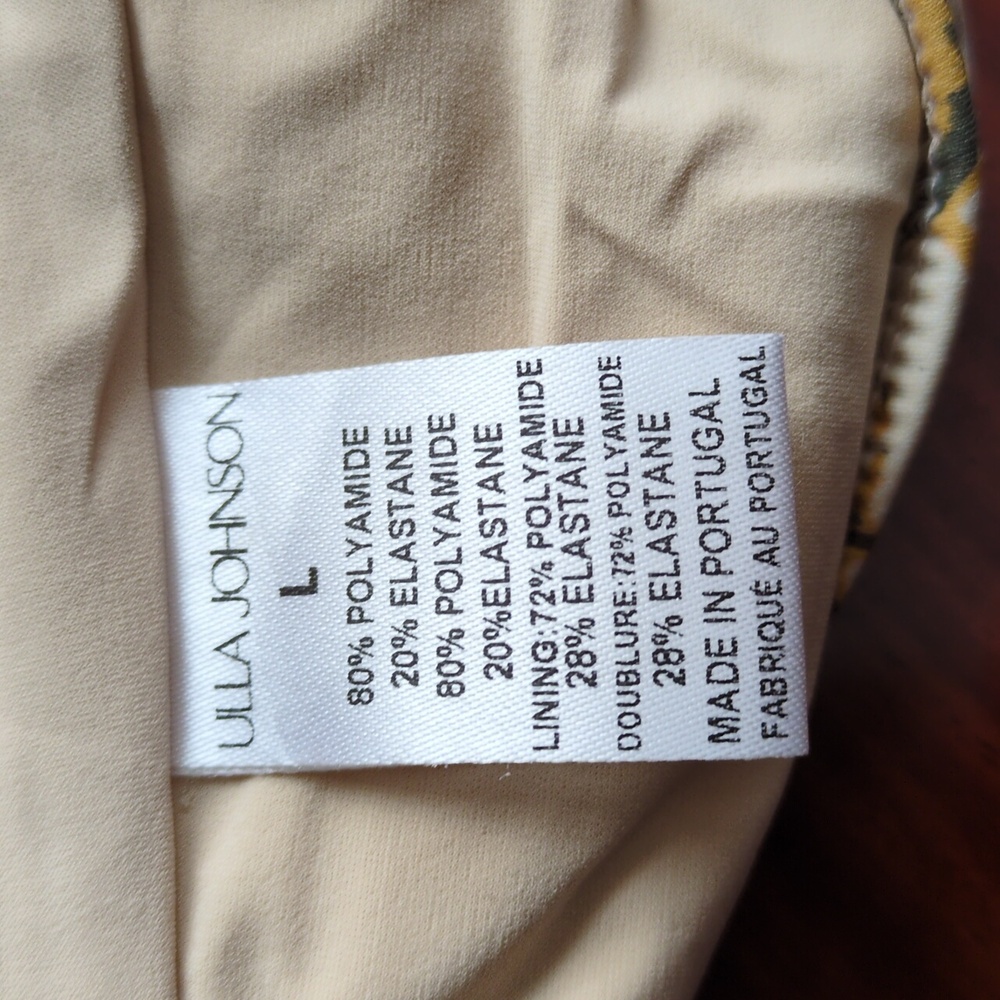 ULLA JOHNSON
L
80% POLYAMIDE
20% ELASTANE
80% POLYAMIDE
20%ELASTANE
LINING:72% POLYAMIDE
28% ELASTANE
DOUBLURE:72% POLYAMIDE
28% ELASTANE
MADE IN PORTUGAL
FABRIQUÉ AU PORTUGAL